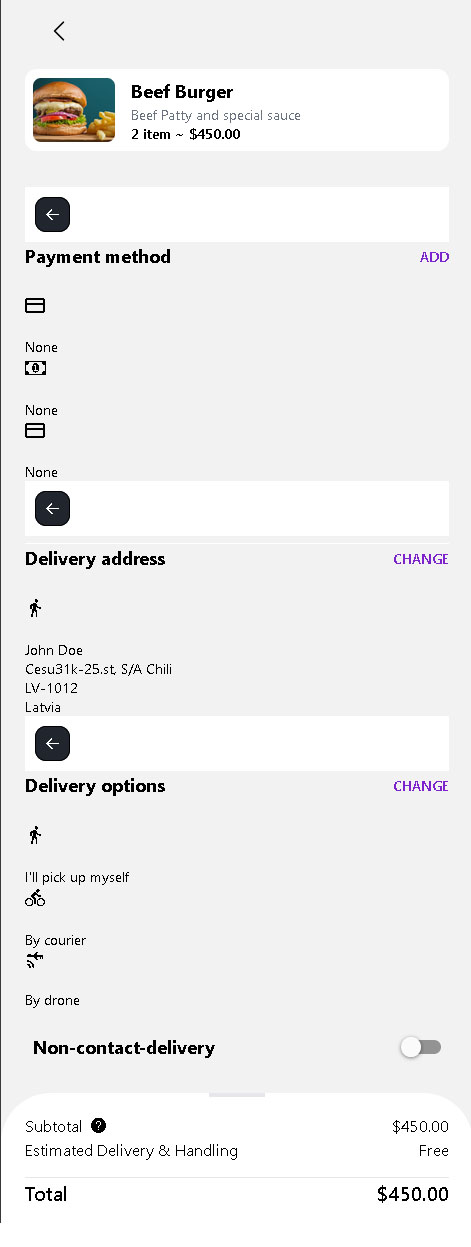 Beef Burger
Beef Patty and special sauce
2 item ~ $450.00
Payment method ADD
None
None
None
Delivery address CHANGE
John Doe
Cesu31k-25.st, S/A Chili
LV-1012
Latvia
Delivery options CHANGE
I'll pick up myself
By courier
By drone
Non-contact-delivery
Subtotal ? $450.00
Estimated Delivery & Handling Free
Total $450.00